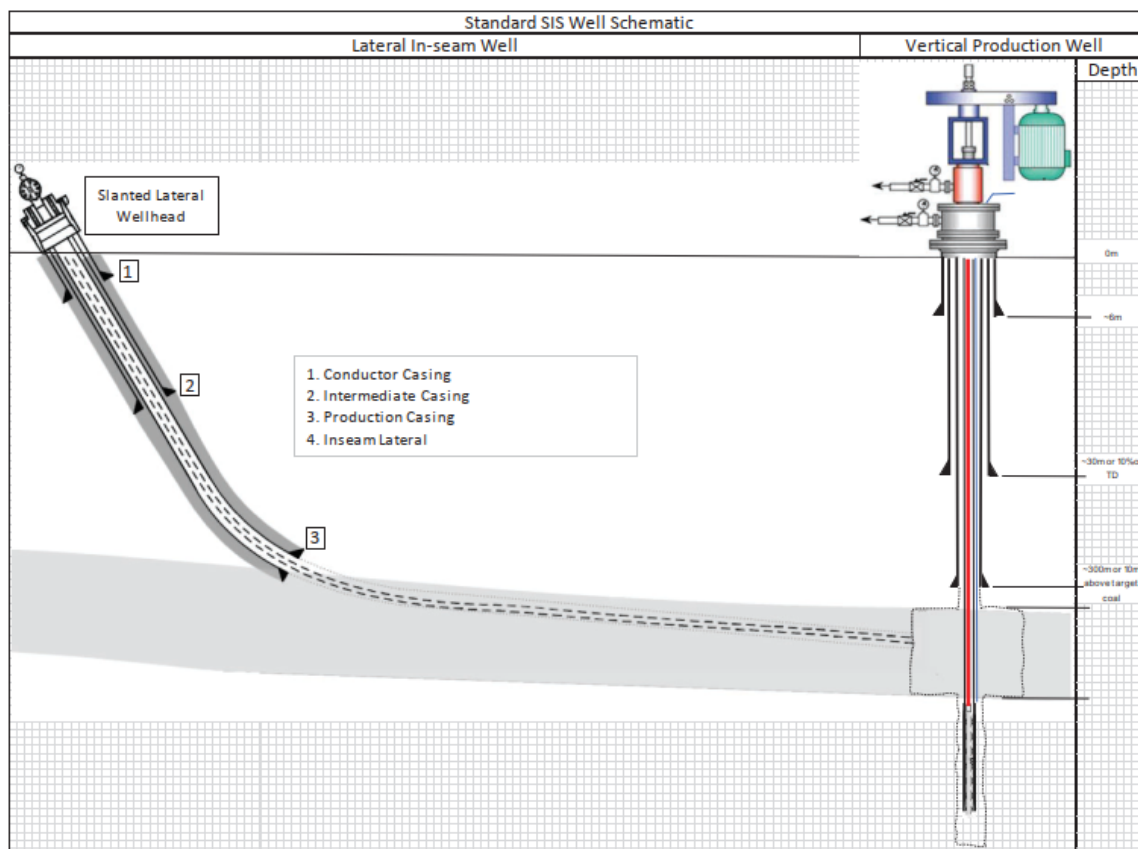 Standard SIS Well Schematic
Lateral In-seam Well
Vertical Production Well
Depth
Slanted Lateral
Wellhead
0m
1
~6m
2
1. Conductor Casing
2. Intermediate Casing
3. Production Casing
4. Inseam Lateral
~30m or 10%o
TD
3
~300m or 10m
above target
coal